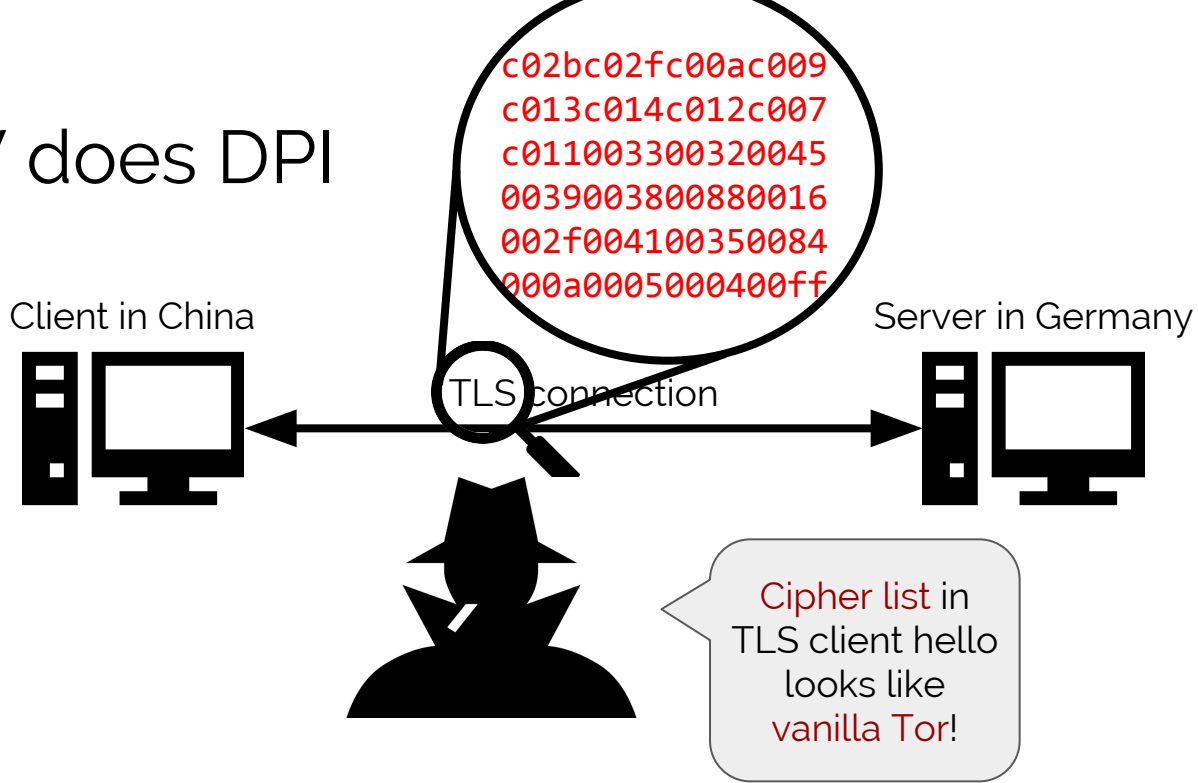 does DPI
c02bc02fc00ac009
c013c014c012c007
c011003300320045
0039003800880016
002f004100350084
000a0005000400ff
Client in China
Server in Germany
TLS connection
Cipher list in
TLS client hello
looks like
vanilla Tor!